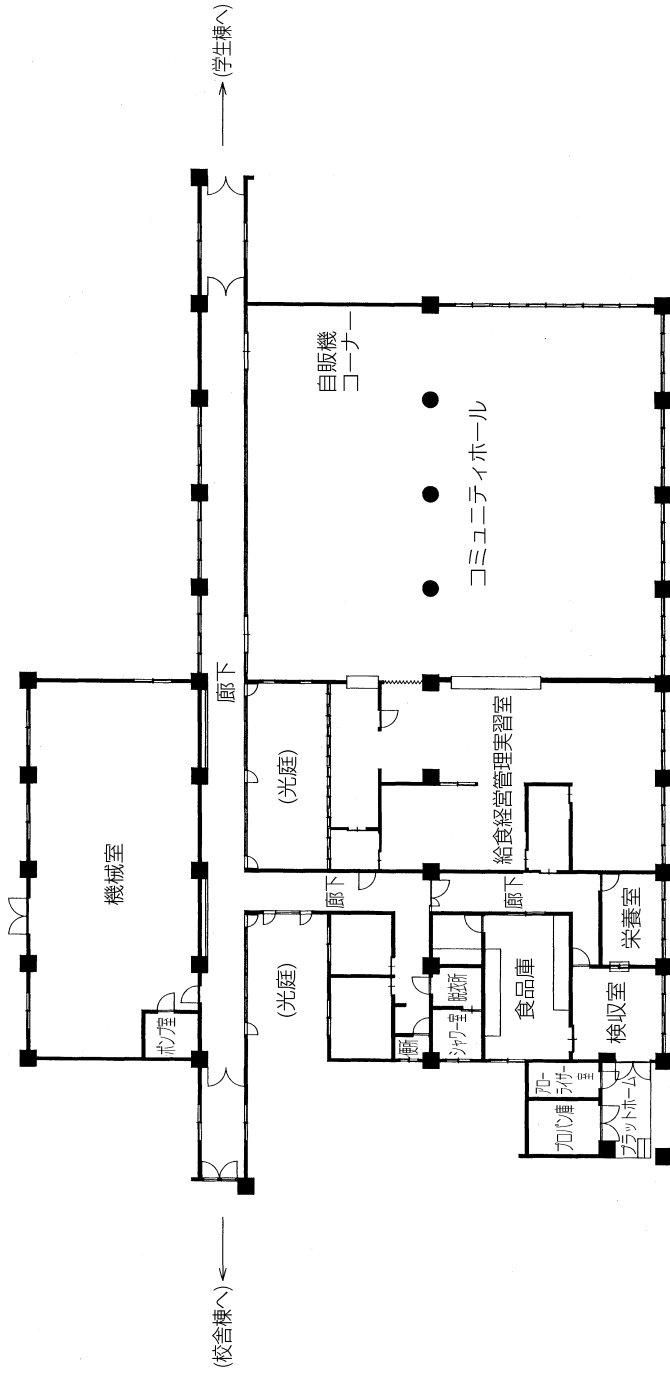 (学生棟へ)
自販機
コーナー
コミュニティホール
廊下
機械室
(光庭)
給食経営管理実習室
廊下
廊下
(光庭)
ポンプ室
栄養室
食品庫
脱衣所
シャワー室
便所
検収室
アロー
ライザー
室
プロパン庫
プラットホーム
(校舎棟へ)